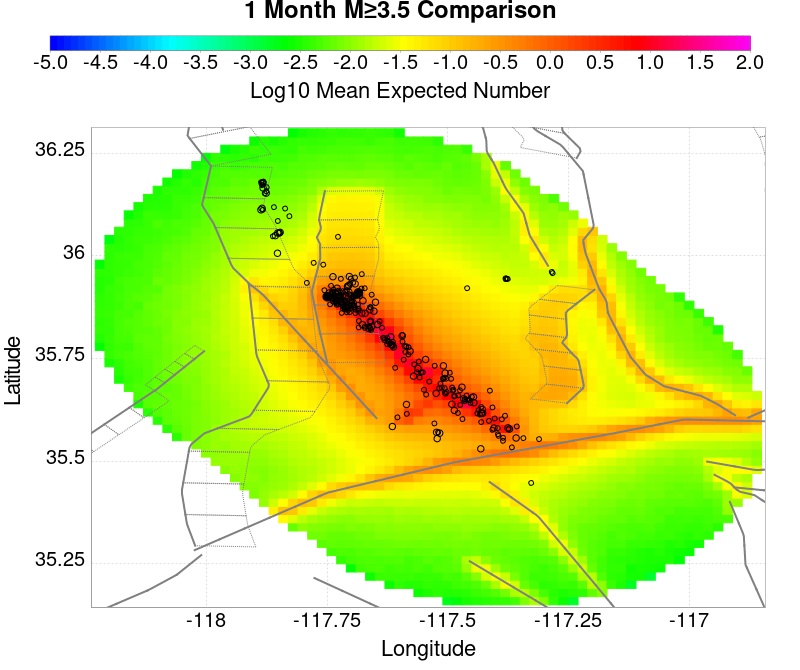 1 Month M≥3.5 Comparison
-5.0 -4.5 -4.0 -3.5 -3.0 -2.5 -2.0 -1.5 -1.0 -0.5 0.0 0.5 1.0 1.5 2.0
Log10 Mean Expected Number
36.25
36
35.75
35.5
35.25
Latitude
-118 -117.75 -117.5 -117.25 -117
Longitude